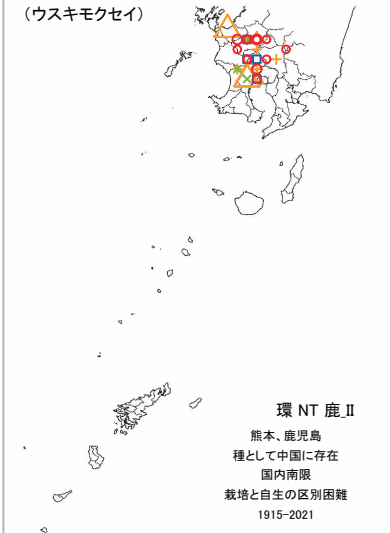 (ウスキモクセイ)
環 NT 鹿_II
熊本、鹿児島
種として中国に存在
国内南限
栽培と自生の区別困難
1915-2021